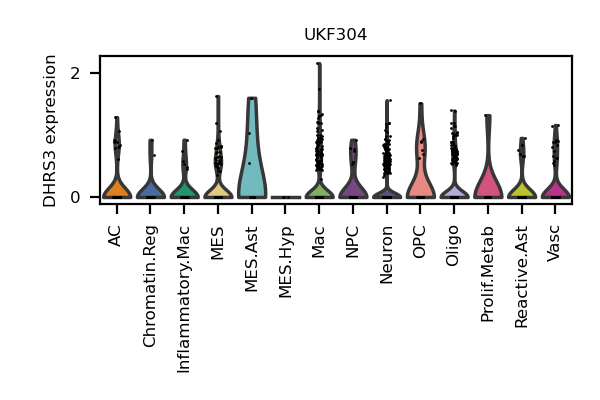 UKF304
DHRS3 expression
2
0
AC
Chromatin.Reg
Inflammatory.Mac
MES
MES.Ast
MES.Hyp
Mac
NPC
Neuron
OPC
Oligo
Prolif.Metab
Reactive.Ast
Vasc